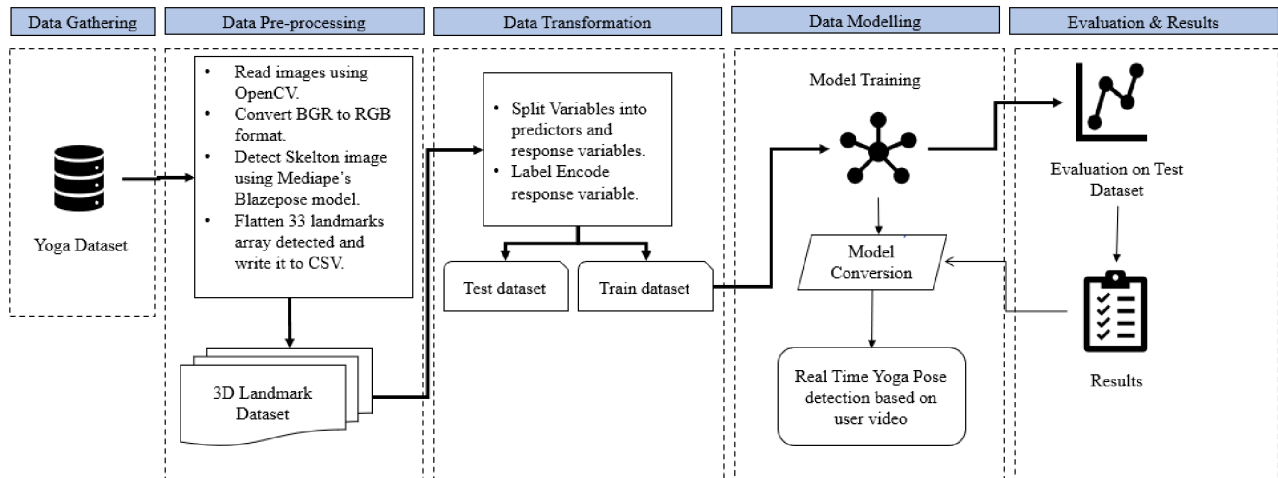 Data Gathering
Data Pre-processing
Data Transformation
Data Modelling
Evaluation & Results
Yoga Dataset
• Read images using
OpenCV.
• Convert BGR to RGB
format.
• Detect Skelton image
using Mediape's
Blazepose model.
• Flatten 33 landmarks
array detected and
write it to CSV.
3D Landmark
Dataset
• Split Variables into
predictors and
response variables.
• Label Encode
response variable.
Test dataset
Train dataset
Model Training
Model
Conversion
Real Time Yoga Pose
detection based on
user video
Evaluation on Test
Dataset
Results